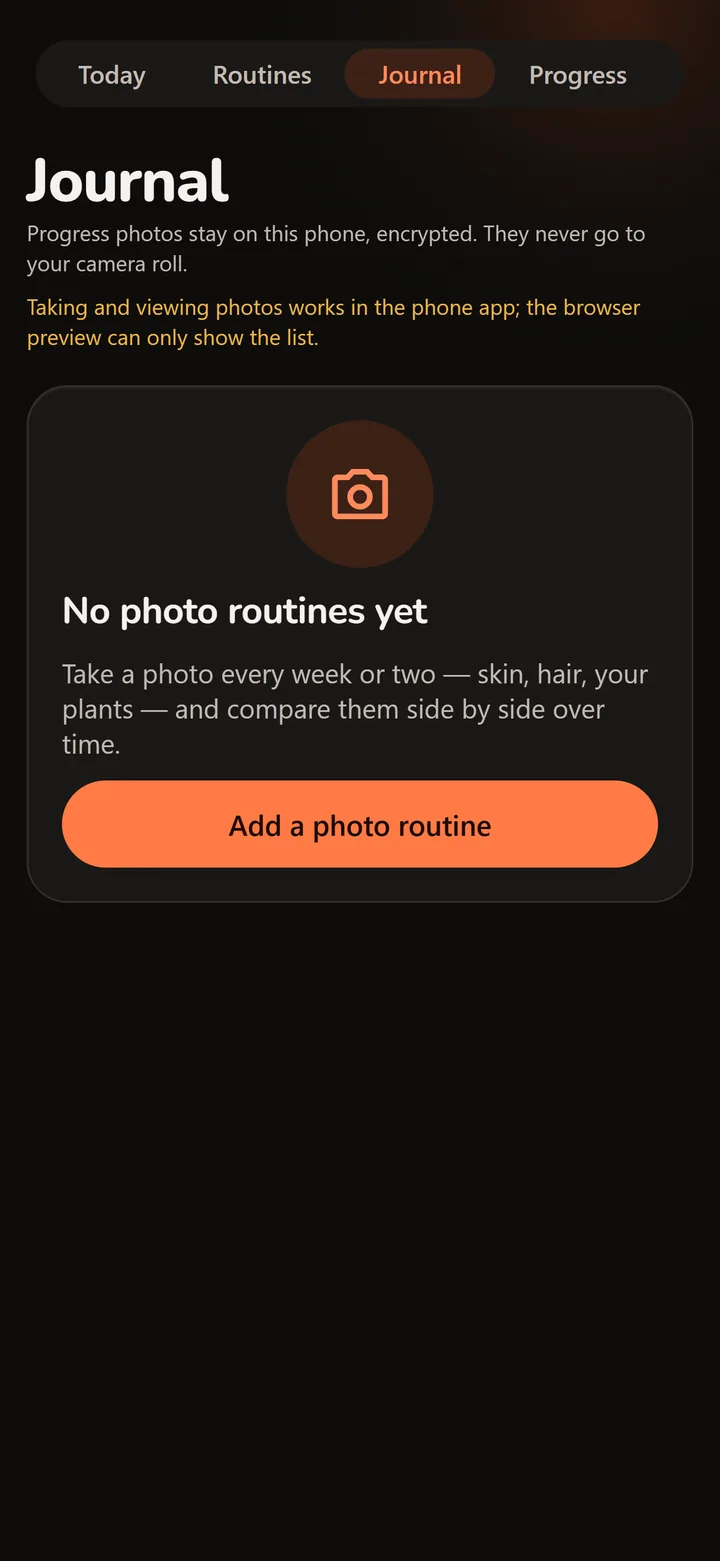 Today Routines Journal Progress
Journal
Progress photos stay on this phone, encrypted. They never go to
your camera roll.
Taking and viewing photos works in the phone app; the browser
preview can only show the list.
No photo routines yet
Take a photo every week or two — skin, hair, your
plants — and compare them side by side over
time.
Add a photo routine